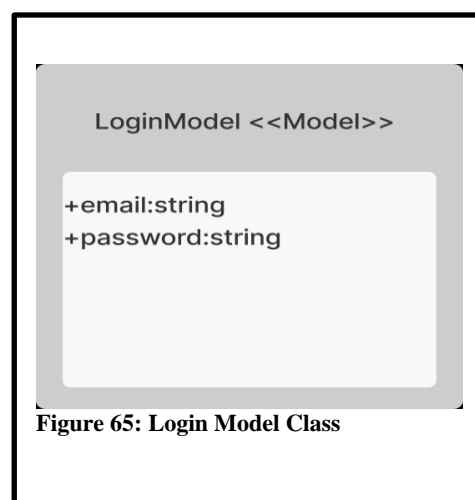 LoginModel <<Model>>
+email:string
+password:string
Figure 65: Login Model Class